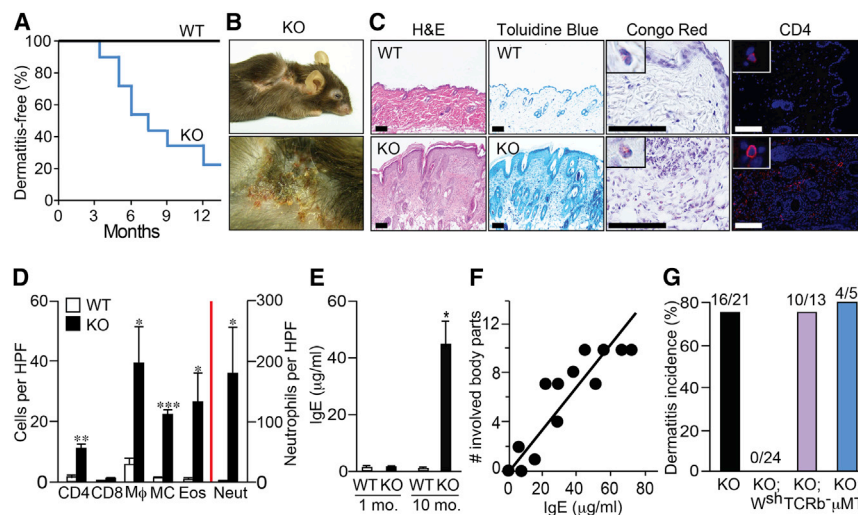 A
WT
Dermatitis-free (%)
100
80
60
40
20
0
KO
0 3 6 9 12
Months
B
KO
C
H&E Toluidine Blue Congo Red CD4
WT WT
KO KO
D
WT
KO
Cells per HPF
60
40
20
0
** * *** * *
300
200
100
0
Neutrophils per HPF
CD4 CD8 Mϕ MC Eos Neut
E
IgE (µg/ml)
60
40
20
0
*
WT KO WT KO
1 mo. 10 mo.
F
# involved body parts
12
8
4
0
0 20 40 60 80
IgE (µg/ml)
G
Dermatitis incidence (%)
80
60
40
20
0
16/21 0/24 10/13 4/5
KO KO; KO; KO
Wsh TCRb- µMT